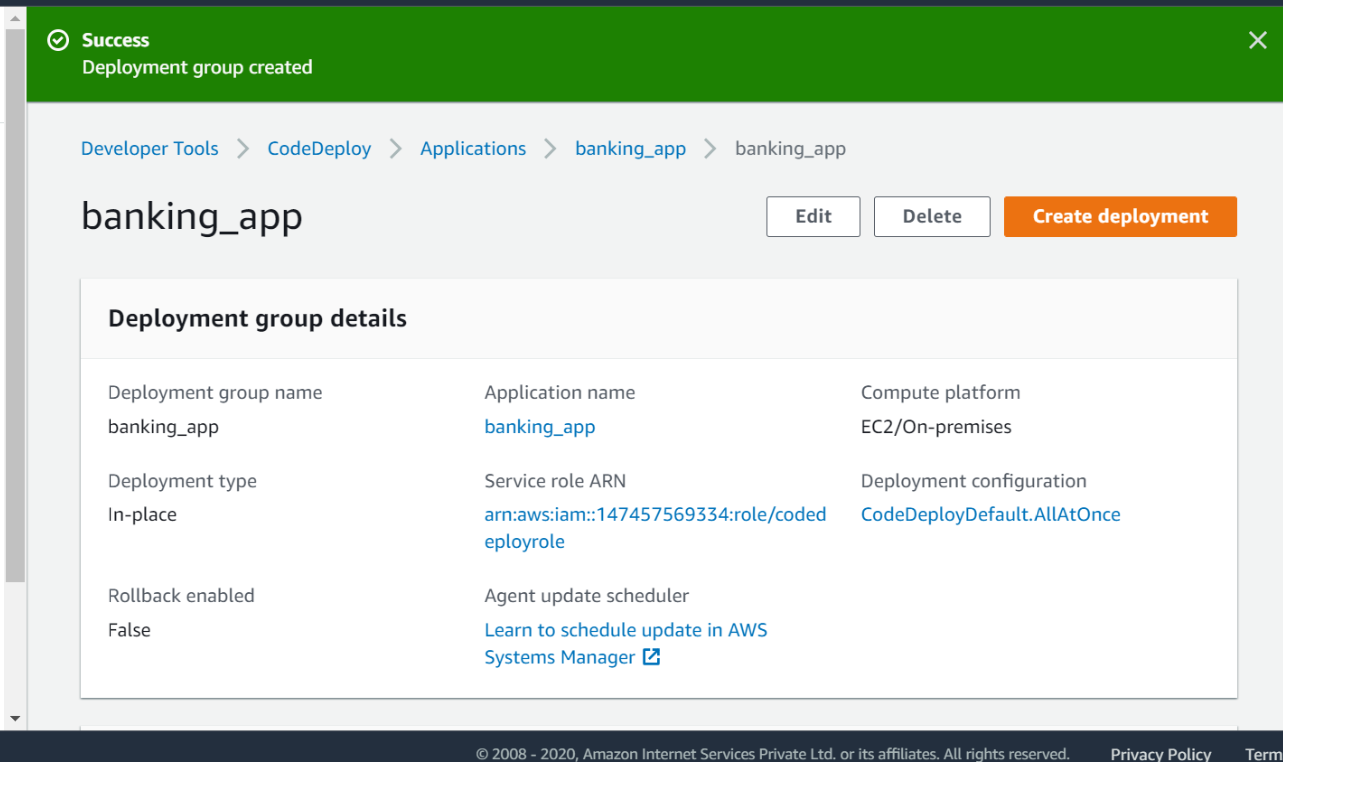 Success
Deployment group created
Developer Tools > CodeDeploy > Applications > banking_app > banking_app
banking_app Edit Delete Create deployment
Deployment group details
Deployment group name Application name Compute platform
banking_app banking_app EC2/On-premises
Deployment type Service role ARN Deployment configuration
In-place arn:aws:iam::147457569334:role/coded CodeDeployDefault.AllAtOnce
eployrole
Rollback enabled Agent update scheduler
False Learn to schedule update in AWS
Systems Manager
© 2008 - 2020, Amazon Internet Services Private Ltd. or its affiliates. All rights reserved. Privacy Policy Term